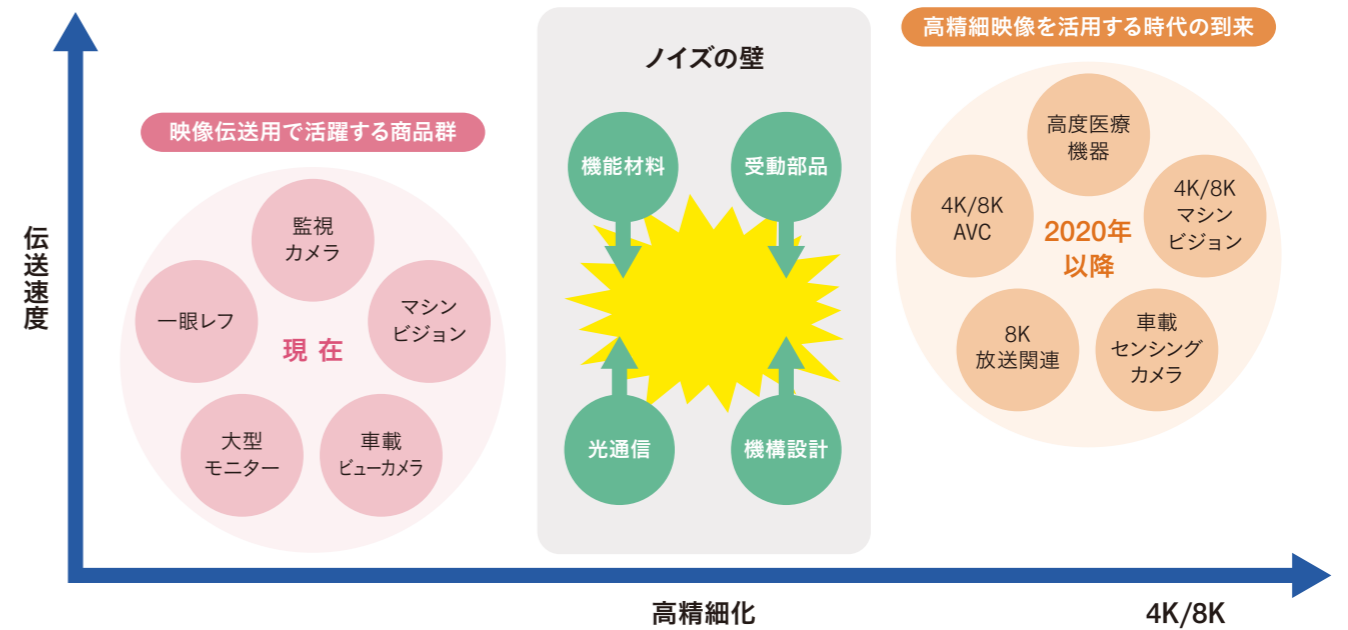 伝送速度
映像伝送用で活躍する商品群
監視
カメラ
一眼レフ
マシン
ビジョン
現在
大型
モニター
車載
ビューカメラ
ノイズの壁
機能材料
受動部品
光通信
機構設計
高精細映像を活用する時代の到来
高度医療
機器
4K/8K
AVC
4K/8K
マシン
ビジョン
2020年
以降
8K
放送関連
車載
センシング
カメラ
高精細化
4K/8K